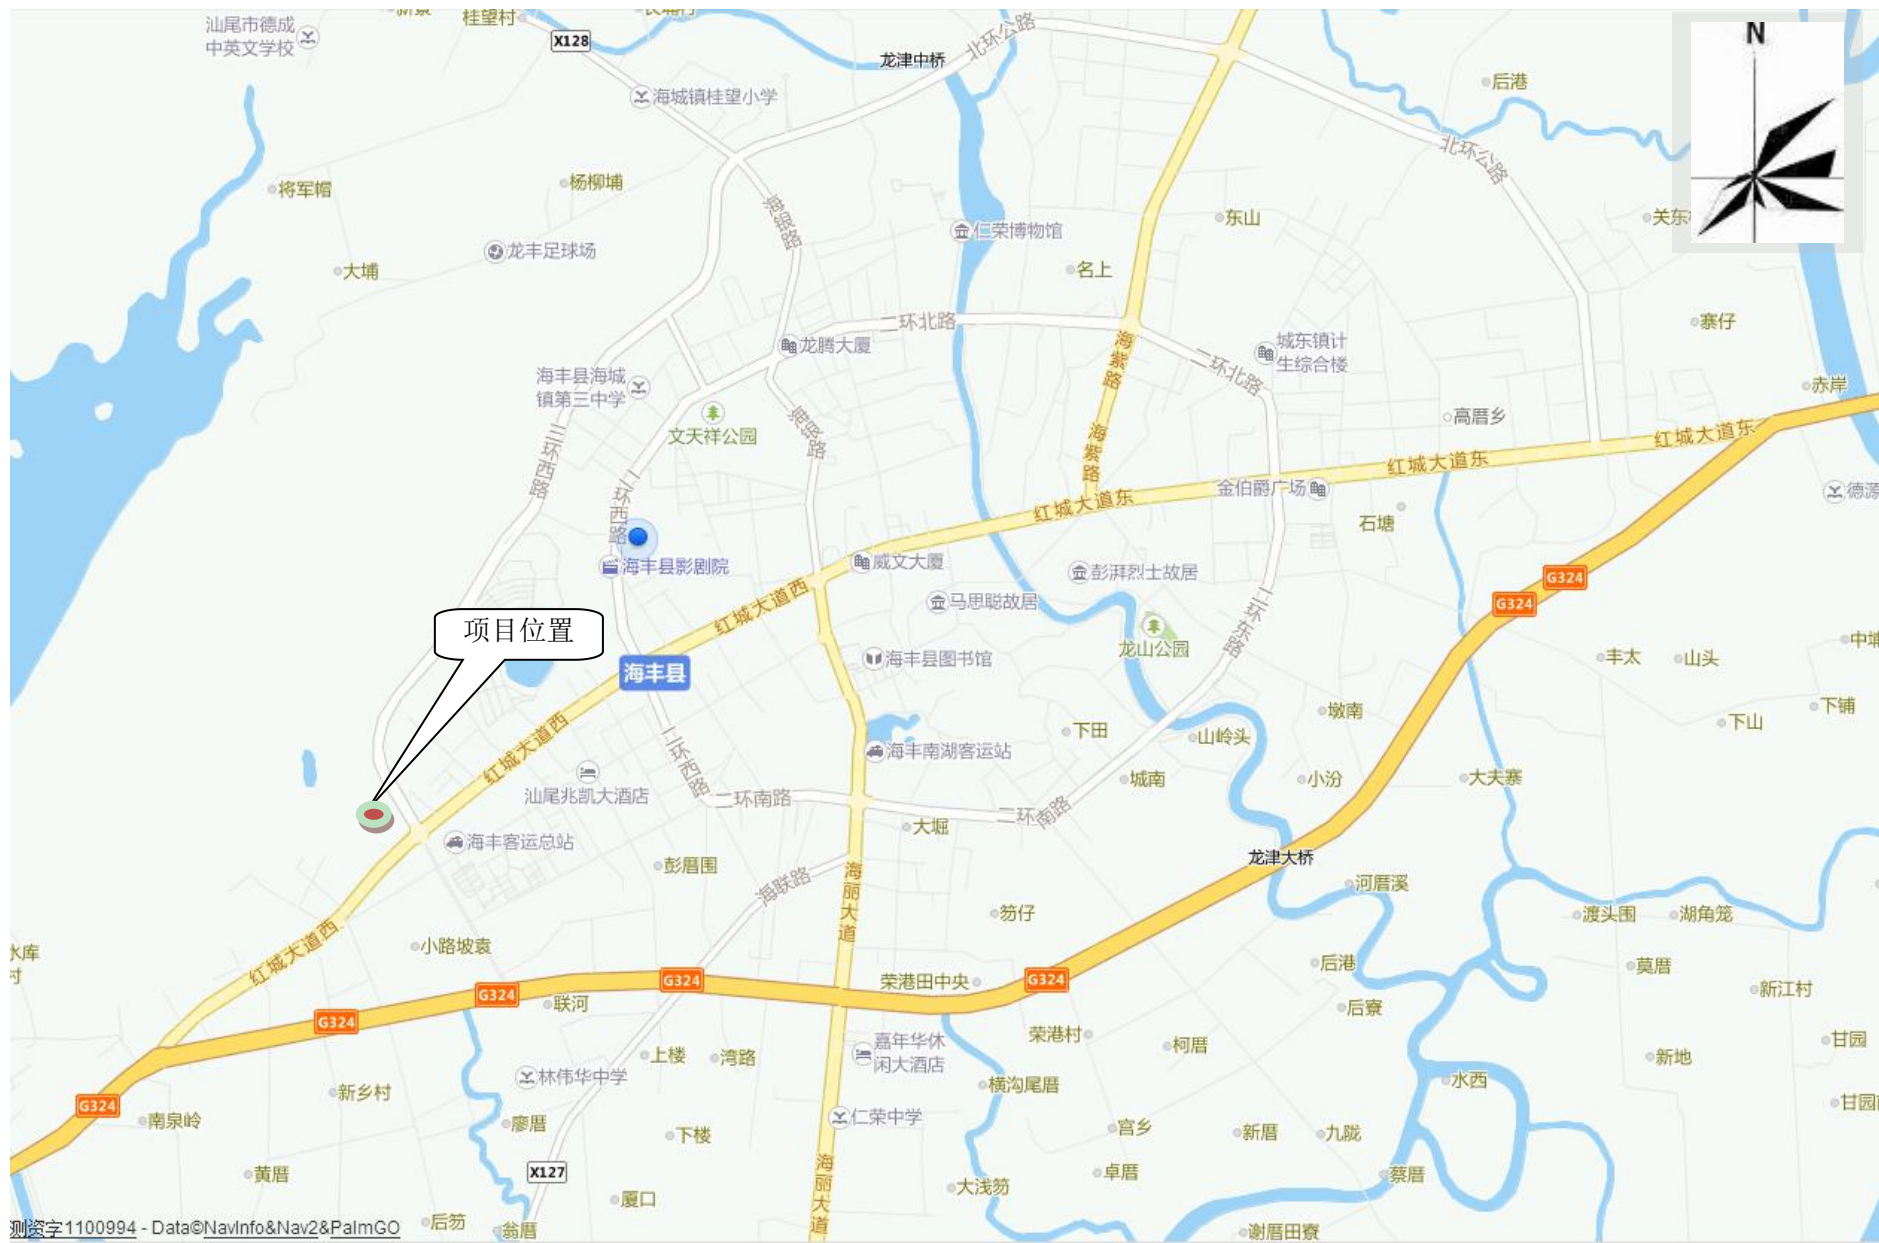 桂望村
汕尾市德成
中英文学校
X128
龙津中桥
北环公路
N
后港
海城镇桂望小学
北环公路
将军帽
杨柳埔
海银路
仁荣博物馆
东山
关东
龙丰足球场
大埔
名上
二环北路
寨仔
龙腾大厦
海紫路
城东镇计
生综合楼
二环北路
海丰县海城
镇第三中学
赤岸
文天祥公园
海银路
高厝乡
三环西路
海紫路
红城大道东
红城大道东
二环西路
金伯爵广场
红城大道东
德源
石塘
海丰县影剧院
威文大厦
彭湃烈士故居
G324
G324
马思聪故居
红城大道西
二环东路
项目位置
龙山公园
海丰县
海丰县图书馆
丰太
山头
中埔
红城大道西
二环西路
下田
山岭头
墩南
下山
下铺
海丰南湖客运站
城南
小汾
大夫寨
汕尾兆凯大酒店
二环南路
二环南路
大堀
海丰客运总站
龙津大桥
彭厝围
海联路
海丽大道
河厝溪
笏仔
渡头围
湖角笼
红城大道西
小路坡袁
水库
村
后港
莫厝
荣港田中央
G324
G324
G324
G324
联河
新江村
后寮
荣港村
嘉年华休
闲大酒店
柯厝
甘园
上楼
湾路
新地
林伟华中学
横沟尾厝
水西
新乡村
G324
南泉岭
廖厝
下楼
仁荣中学
宫乡
新厝
九陇
甘园
黄厝
X127
海丽大道
卓厝
蔡厝
大浅笏
厦口
后笏
翁厝
谢厝田寮
测资字1100994 - Data©NavInfo&Nav2&PalmGO